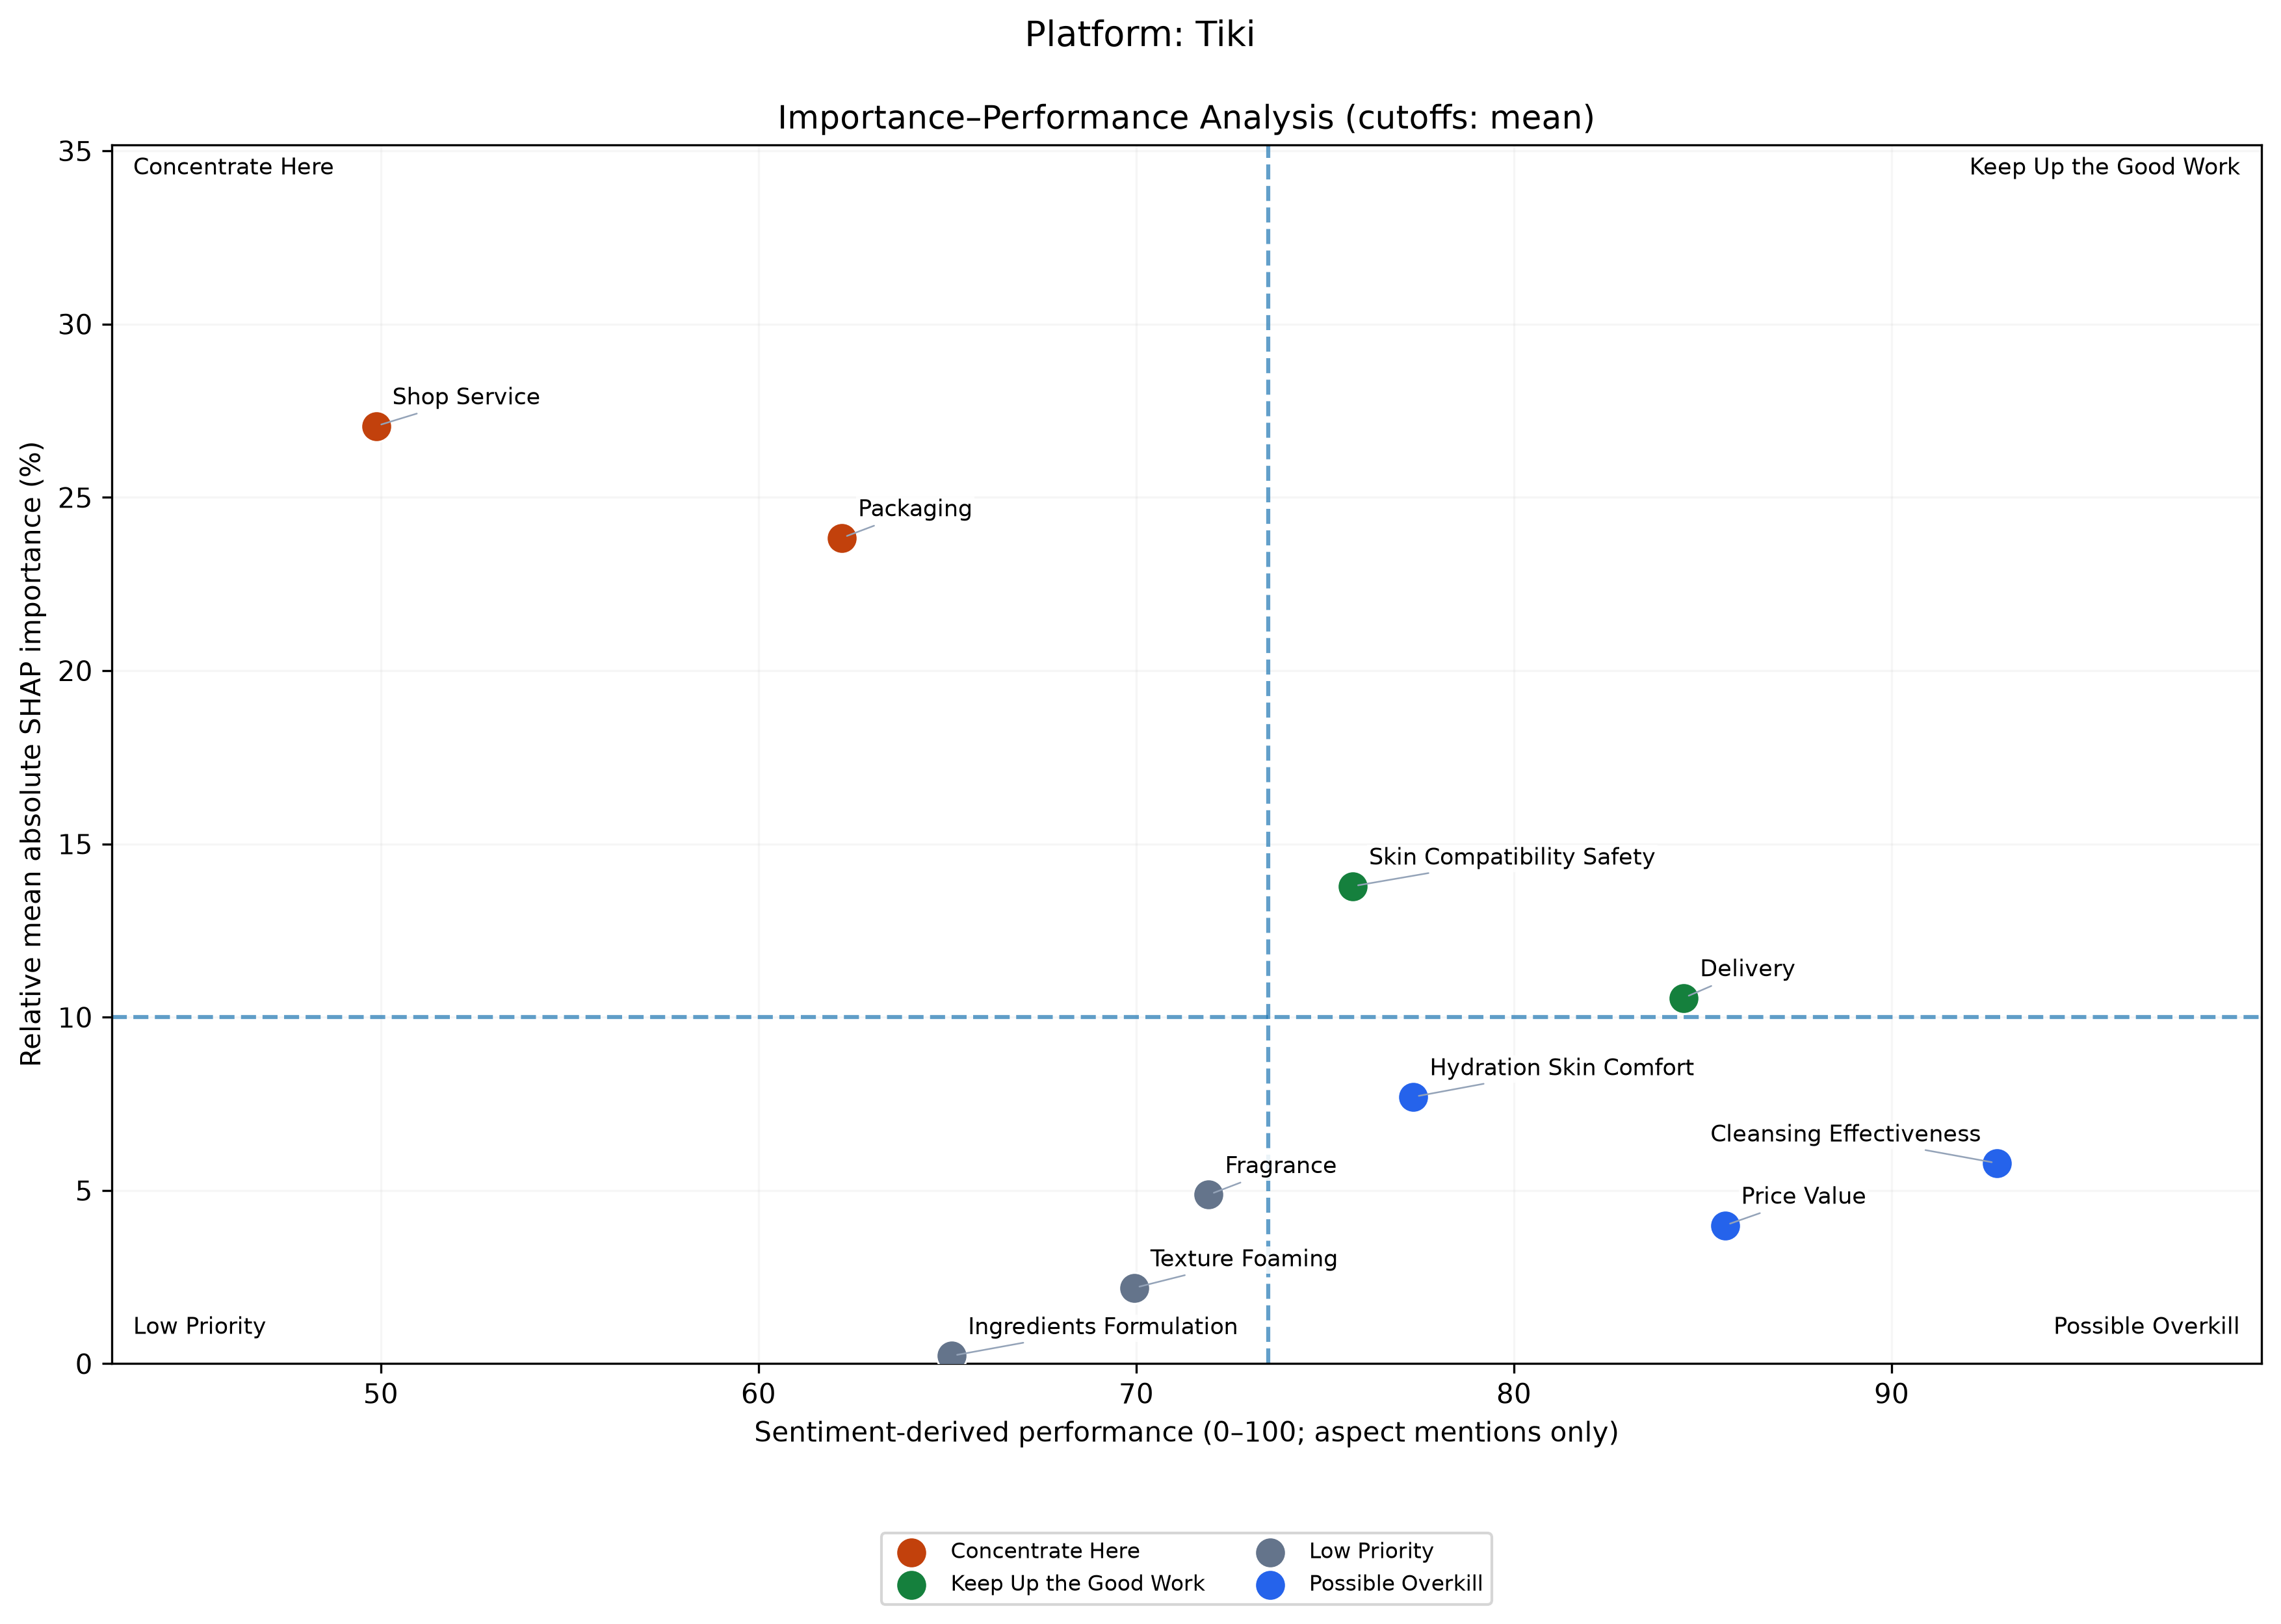 Platform: Tiki
Importance–Performance Analysis (cutoffs: mean)
Concentrate Here
Keep Up the Good Work
Relative mean absolute SHAP importance (%)
35
30
25
20
15
10
5
0
Shop Service
Packaging
Skin Compatibility Safety
Delivery
Hydration Skin Comfort
Cleansing Effectiveness
Fragrance
Price Value
Texture Foaming
Ingredients Formulation
Low Priority
Possible Overkill
50
60
70
80
90
Sentiment-derived performance (0–100; aspect mentions only)
Concentrate Here
Keep Up the Good Work
Low Priority
Possible Overkill